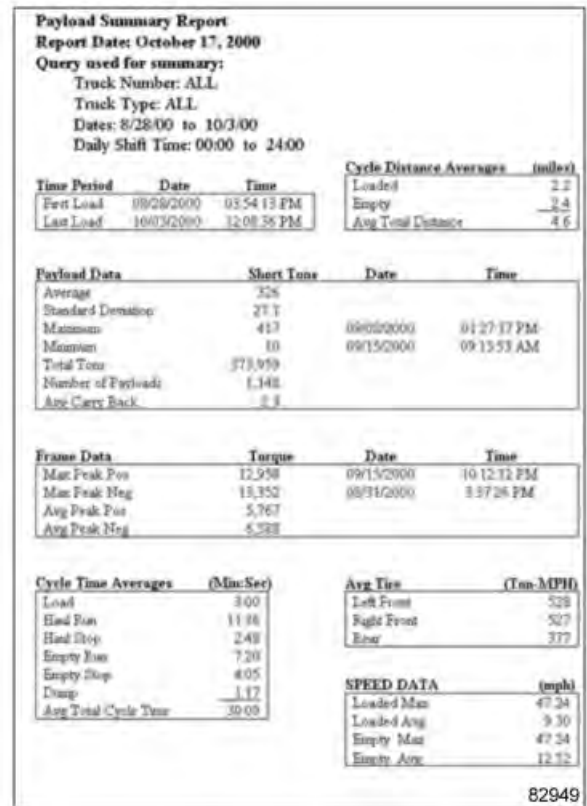 Payload Summary Report
Report Date: October 17, 2000
Query used for summary:
Truck Number: ALL
Truck Type: ALL
Dates: 8/28/00 to 10/3/00
Daily Shift Time: 00:00 to 24:00
Cycle Distance Averages (miles)
Loaded 2.2
Empty 2.4
Avg Total Distance 4.6
Time Period Date Time
First Load 08/28/2000 03:54:13 PM
Last Load 10/03/2000 12:08:36 PM
Payload Data Short Tons Date Time
Average 326
Standard Deviation 27.1
Maximum 417 09/08/2000 01:27:17 PM
Minimum 10 09/15/2000 09:13:53 AM
Total Tons 373,959
Number of Payloads 1,148
Avg Carry Back
Frame Data Torque Date Time
Max Peak Pos 12,958 09/15/2000 10:12:12 PM
Max Peak Neg 13,352 08/31/2000 3:37:26 PM
Avg Peak Pos 5,767
Avg Peak Neg 6,588
Cycle Time Averages (Min:Sec)
Load 3:00
Haul Run
Haul Stop 2:48
Empty Run 7:20
Empty Stop 4:05
Dump 1:17
Avg Total Cycle Time 30:09
Avg Tire (Ton-MPH)
Left Front 528
Right Front 527
Rear 377
SPEED DATA (mph)
Loaded Max 47.24
Loaded Avg 9.30
Empty Max 47.34
Empty Avg 12.52
82949